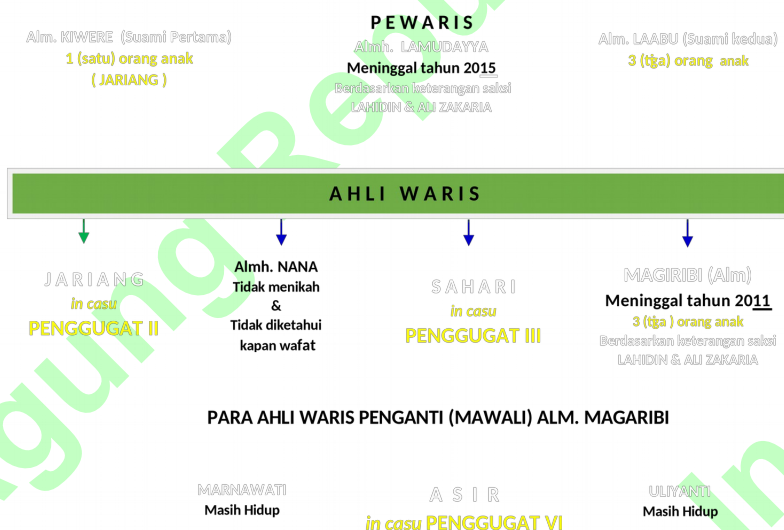 Alm. KIWERE (Suami Pertama)
1 (satu) orang anak
( JARIANG )
PEWARIS
Almh. LAMUDAYYA
Meninggal tahun 2015
Berdasarkan keterangan saksi
LAHIDIN & ALI ZAKARIA
Alm. LAABU (Suami kedua)
3 (tiga) orang anak
AHLI WARIS
JARIANG
in casu
PENGGUGAT II
Almh. NANA
Tidak menikah
&
Tidak diketahui
kapan wafat
SAHARI
in casu
PENGGUGAT III
MAGIRIBI (Alm)
Meninggal tahun 2011
3 (tiga ) orang anak
Berdasarkan keterangan saksi
LAHIDIN & ALI ZAKARIA
PARA AHLI WARIS PENGANTI (MAWALI) ALM. MAGARIBI
MARNAWATI
Masih Hidup
ASIR
in casu PENGGUGAT VI
ULIYANTI
Masih Hidup